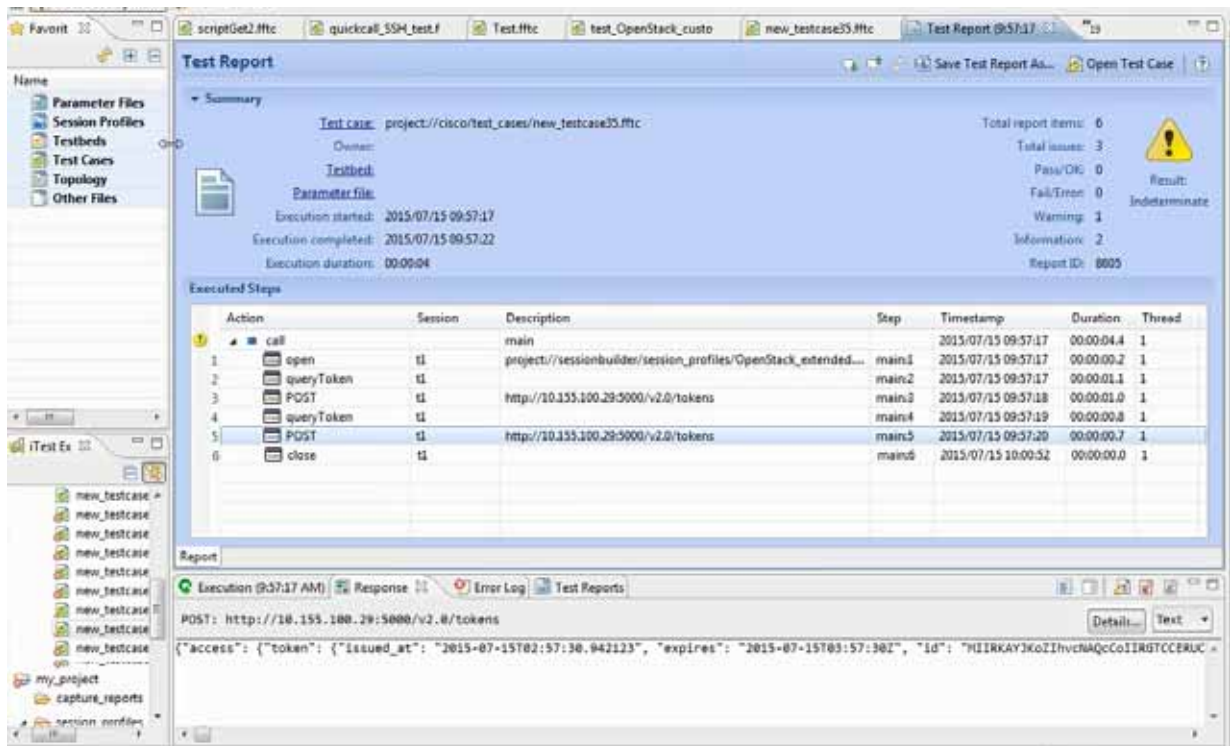 Favorit
scriptGet2.fftc
quickcall_SSH_test.f
Test.fftc
test_OpenStack_custo
new_testcase35.fftc
Test Report (9:57:17
19
Name
Parameter Files
Session Profiles
Testbeds
Test Cases
Topology
Other Files
Test Report
Save Test Report As...
Open Test Case
Summary
Test case: project://cisco/test_cases/new_testcase35.fftc
Owner:
Testbed:
Parameter file:
Execution started: 2015/07/15 09:57:17
Execution completed: 2015/07/15 09:57:22
Execution duration: 00:00:04
Total report items: 6
Total issues: 3
Pass/OK: 0
Fail/Error: 0
Warning: 1
Information: 2
Report ID: 8605
Result:
Indeterminate
Executed Steps
Action Session Description Step Timestamp Duration Thread
call main 2015/07/15 09:57:17 00:00:04.4 1
1 open t1 project://sessionbuilder/session_profiles/OpenStack_extended.... main:1 2015/07/15 09:57:17 00:00:00.2 1
2 queryToken t1 main:2 2015/07/15 09:57:17 00:00:01.1 1
3 POST t1 http://10.155.100.29:5000/v2.0/tokens main:3 2015/07/15 09:57:18 00:00:01.0 1
4 queryToken t1 main:4 2015/07/15 09:57:19 00:00:00.8 1
5 POST t1 http://10.155.100.29:5000/v2.0/tokens main:5 2015/07/15 09:57:20 00:00:00.7 1
6 close t1 main:6 2015/07/15 10:00:52 00:00:00.0 1
Report
iTest Ex
new_testcase
new_testcase
new_testcase
new_testcase
new_testcase
new_testcase
new_testcase
new_testcase
new_testcase
my_project
capture_reports
session_profiles
Execution (9:57:17 AM)
Response
Error Log
Test Reports
POST: http://10.155.100.29:5000/v2.0/tokens
Details...
Text
{"access": {"token": {"issued_at": "2015-07-15T02:57:30.942123", "expires": "2015-07-15T03:57:30Z", "id": "MIIRKAYJKoZIhvcNAQcCoIIRGTCCERUC